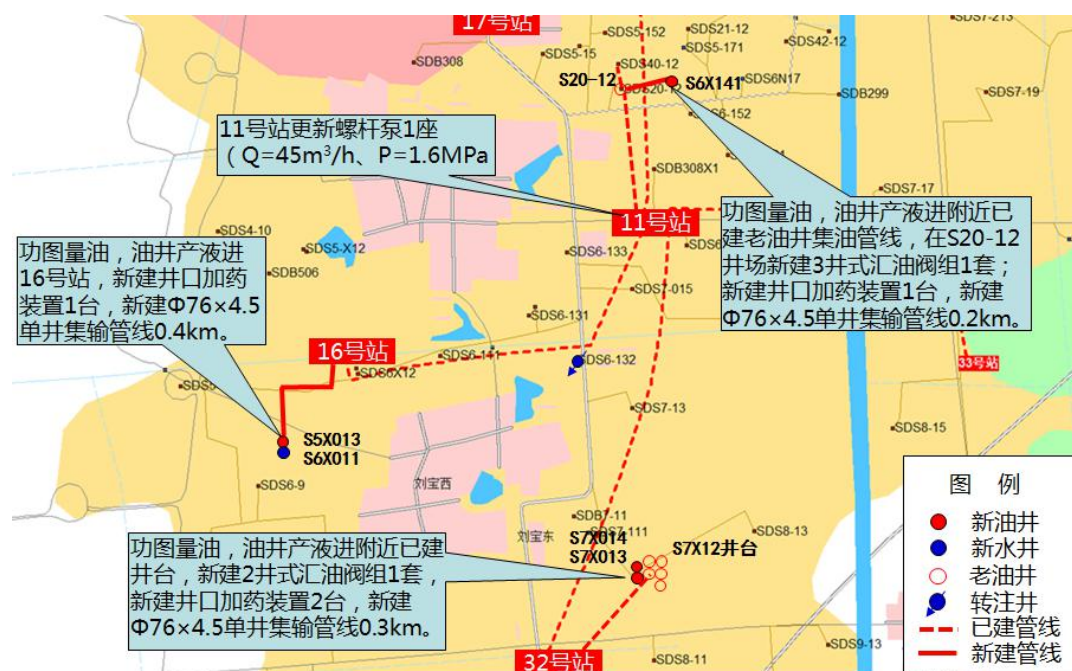 17号站
SDS5-152
SDS21-12
SDS7-213
SDS42-12
SDS5-15
SDS5-171
SDB308
SDS40-12
S20-12
S6X141
SDS6N17
SDB299
SDS7-19
SDS6-152
11号站更新螺杆泵1座
（Q=45m³/h、P=1.6MPa
SDB308X1
SDS7-17
11号站
功图量油，油井产液进附近已
建老油井集油管线，在S20-12
井场新建3井式汇油阀组1套；
新建井口加药装置1台，新建
Φ76×4.5单井集输管线0.2km。
SDS4-10
SDS5-X12
SDS6-133
SDB506
功图量油，油井产液进
16号站，新建井口加药
装置1台，新建Φ76×4.5
单井集输管线0.4km。
SDS7-015
SDS6-131
16号站
SDS6-111
SDS6-132
SDS6X12
33号站
SDS7-13
SDS8-15
S5X013
S6X011
SDS6-9
刘宝西
SDB7-11
SDS7-111
刘宝东
S7X014
S7X013
S7X12井台
SDS8-13
功图量油，油井产液进附近已建
井台，新建2井式汇油阀组1套，
新建井口加药装置2台，新建
Φ76×4.5单井集输管线0.3km。
32号站
SDS8-11
SDS9-13
图 例
新油井
新水井
老油井
转注井
已建管线
新建管线